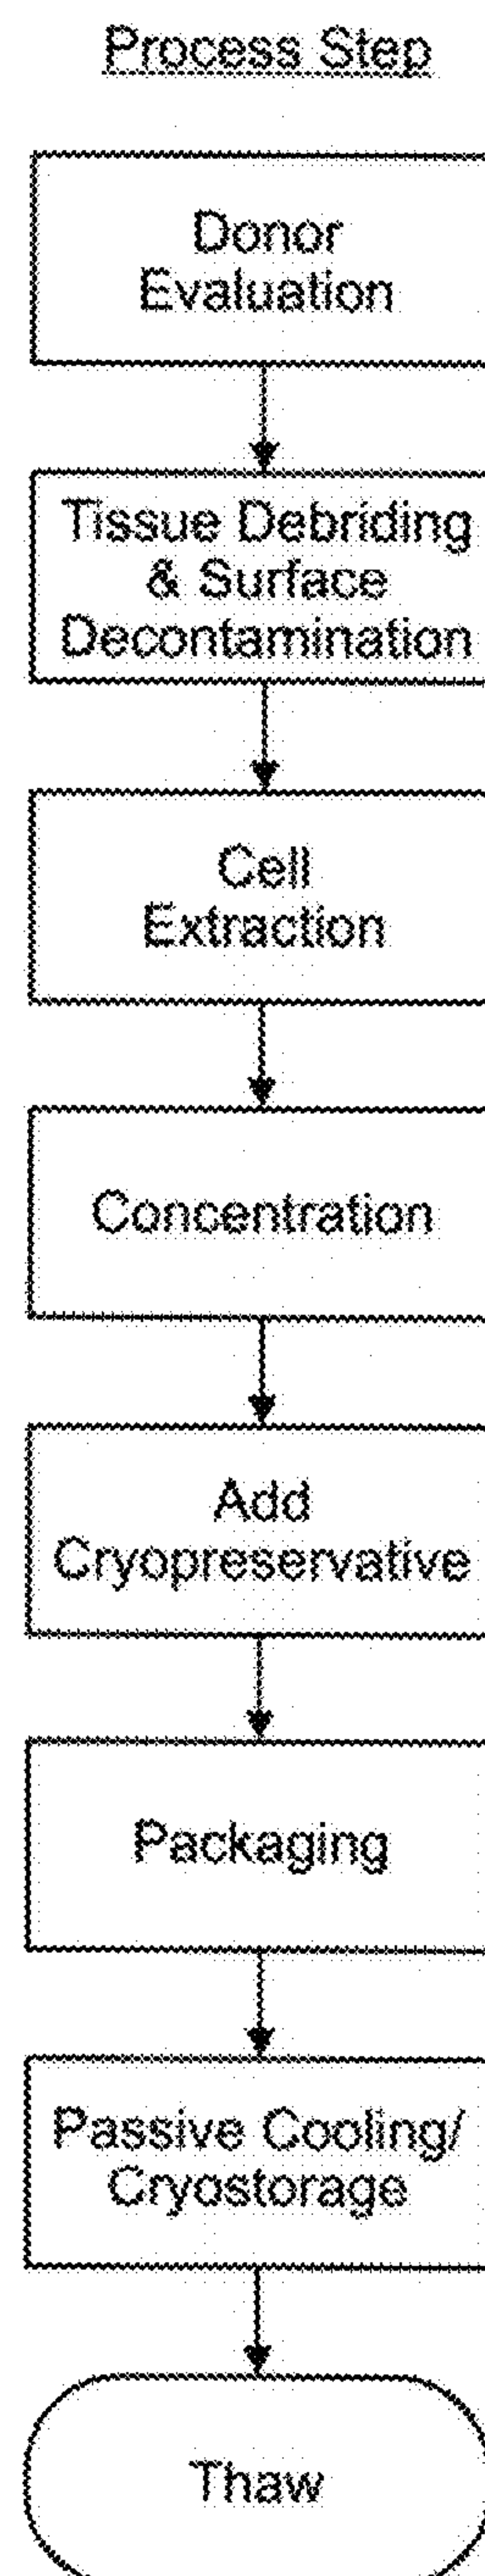 Process Step
Donor
Evaluation
Tissue Debriding
& Surface
Decontamination
Cell
Extraction
Concentration
Add
Cryopreservative
Packaging
Passive Cooling/
Cryostorage
Thaw